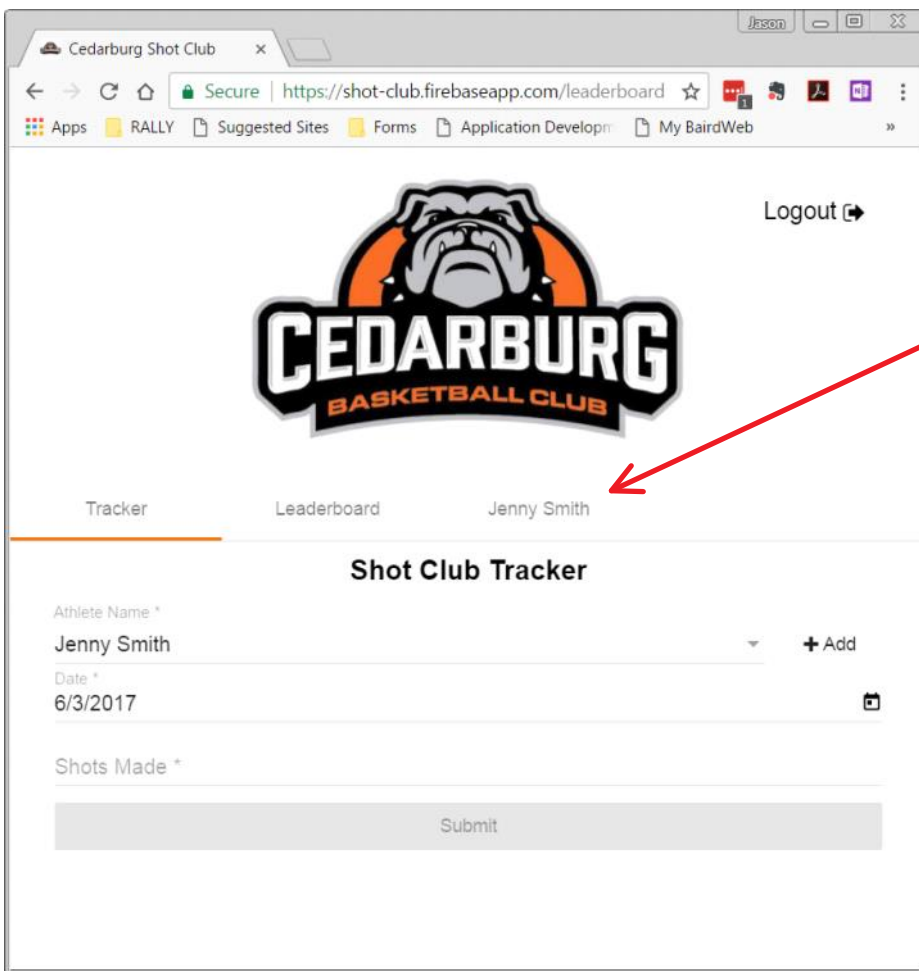 Jason
Cedarburg Shot Club
Secure | https://shot-club.firebaseapp.com/leaderboard
1
Apps RALLY Suggested Sites Forms Application Developm My BairdWeb »
Logout
CEDARBURG
BASKETBALL CLUB
Tracker Leaderboard Jenny Smith
Shot Club Tracker
Athlete Name *
Jenny Smith + Add
Date *
6/3/2017
Shots Made *
Submit